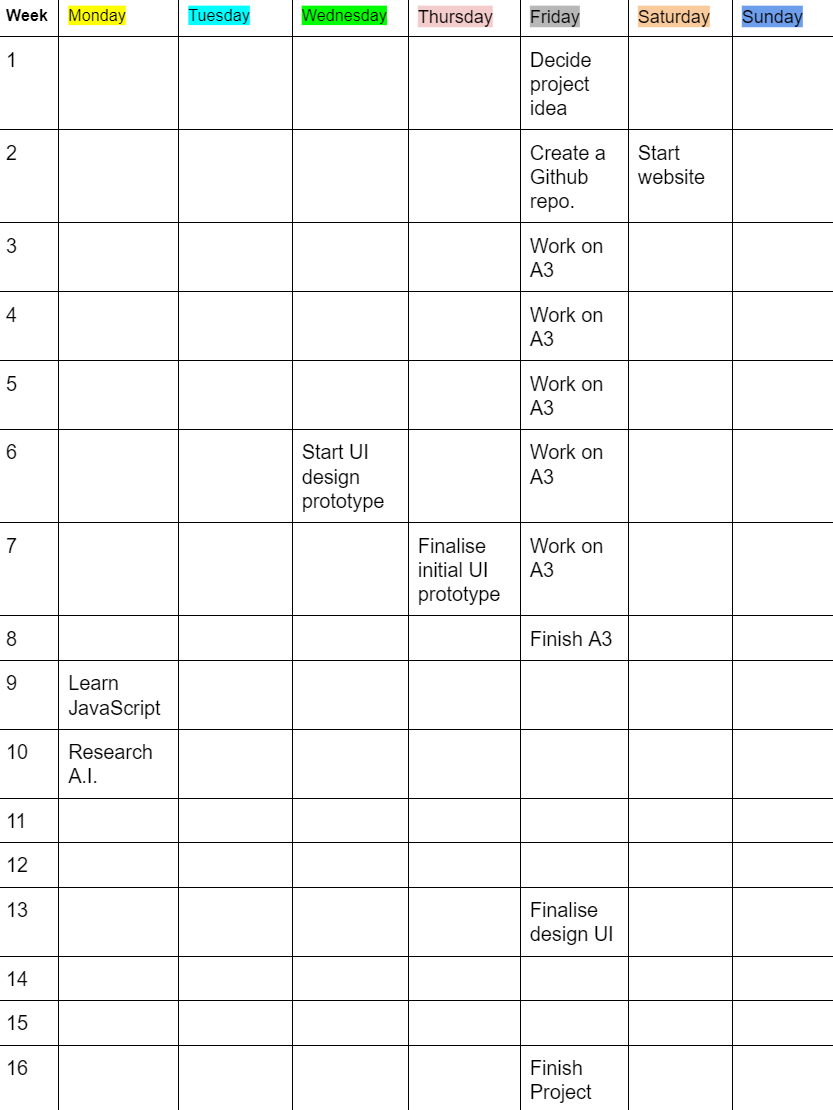 Week Monday Tuesday Wednesday Thursday Friday Saturday Sunday
1 Decide
project
idea
2 Create a Start
Github website
repo.
3 Work on
A3
4 Work on
A3
5 Work on
A3
6 Start UI Work on
design A3
prototype
7 Finalise Work on
initial UI A3
prototype
8 Finish A3
9 Learn
JavaScript
10 Research
A.I.
11
12
13 Finalise
design UI
14
15
16 Finish
Project